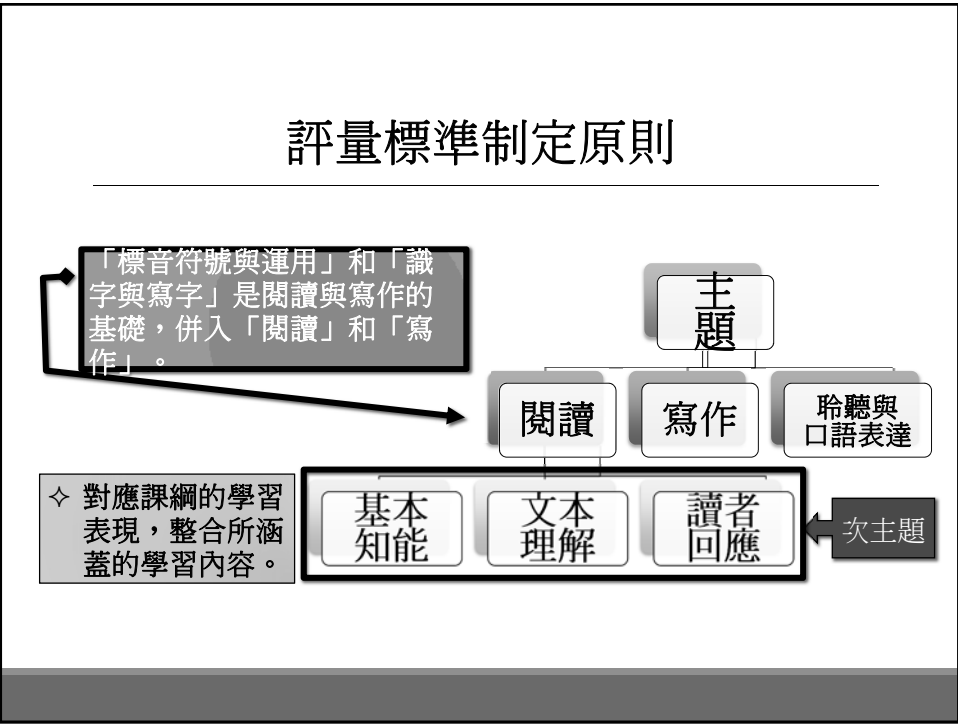 評量標準制定原則
「標音符號與運用」和「識
字與寫字」是閱讀與寫作的
基礎，併入「閱讀」和「寫
作」。
主
題
閱讀
寫作
聆聽與
口語表達
✧ 對應課綱的學習
表現，整合所涵
蓋的學習內容。
基本
知能
文本
理解
讀者
回應
次主題